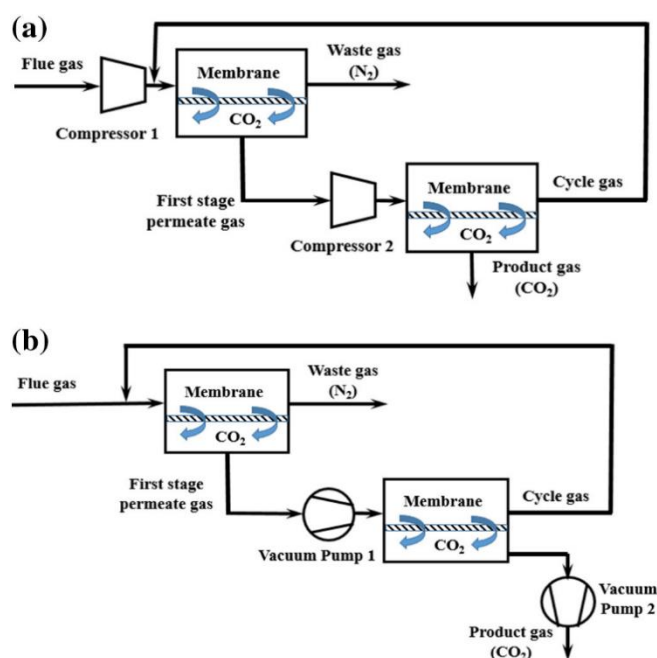 (a)
Flue gas
Compressor 1
Membrane
CO₂
Waste gas
(N₂)
First stage
permeate gas
Compressor 2
Membrane
CO₂
Cycle gas
Product gas
(CO₂)
(b)
Flue gas
Membrane
CO₂
Waste gas
(N₂)
First stage
permeate gas
Vacuum Pump 1
Membrane
CO₂
Cycle gas
Vacuum
Pump 2
Product gas
(CO₂)